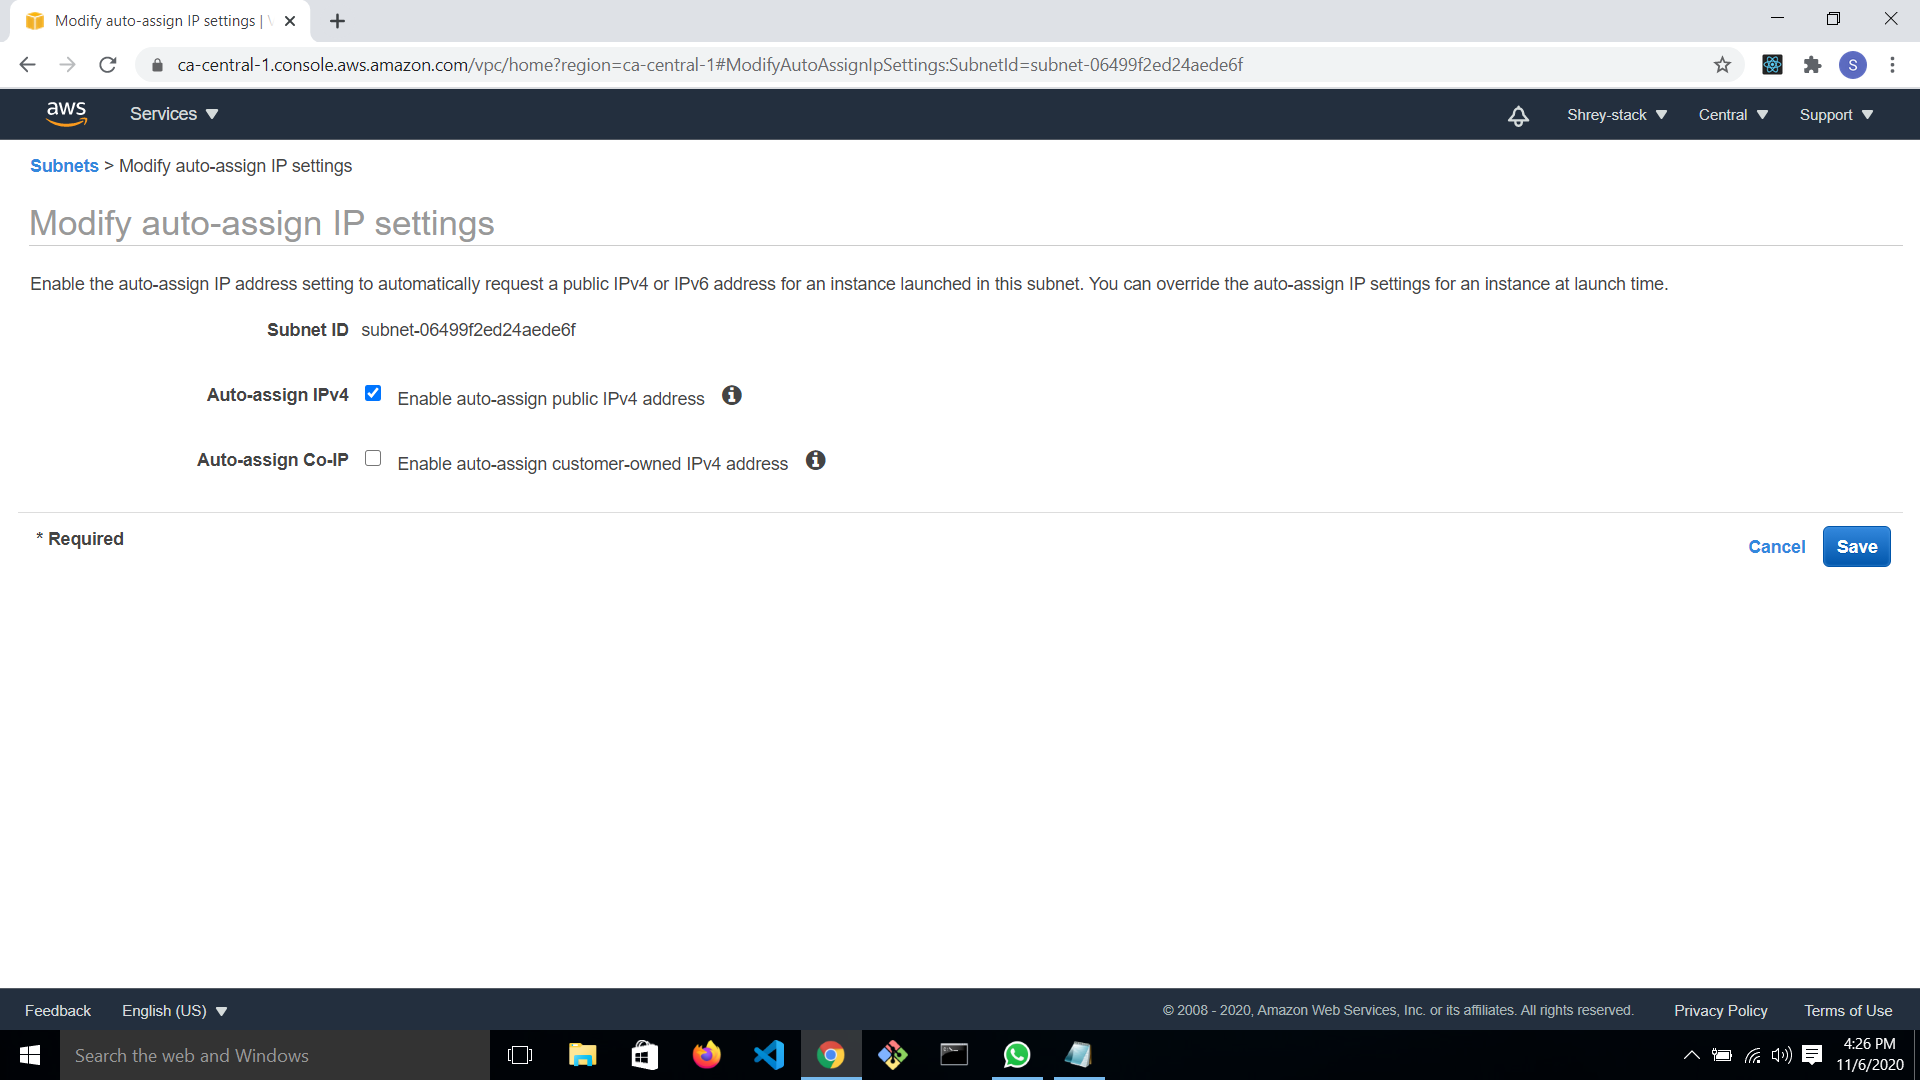 Modify auto-assign IP settings |
ca-central-1.console.aws.amazon.com/vpc/home?region=ca-central-1#ModifyAutoAssignIpSettings:SubnetId=subnet-06499f2ed24aede6f
S
aws
Services
Shrey-stack
Central
Support
Subnets > Modify auto-assign IP settings
Modify auto-assign IP settings
Enable the auto-assign IP address setting to automatically request a public IPv4 or IPv6 address for an instance launched in this subnet. You can override the auto-assign IP settings for an instance at launch time.
Subnet ID subnet-06499f2ed24aede6f
Auto-assign IPv4 Enable auto-assign public IPv4 address
Auto-assign Co-IP Enable auto-assign customer-owned IPv4 address
* Required
Cancel
Save
Feedback
English (US)
© 2008 - 2020, Amazon Web Services, Inc. or its affiliates. All rights reserved.
Privacy Policy
Terms of Use
Search the web and Windows
4:26 PM
11/6/2020